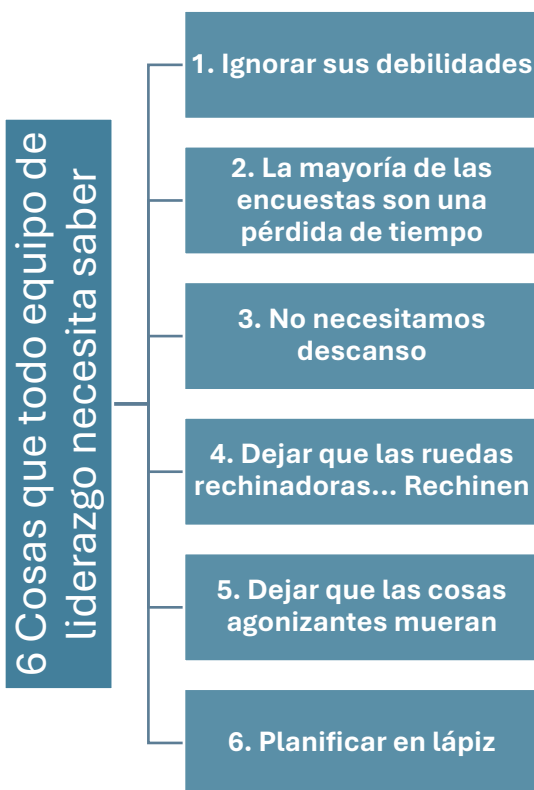 6 Cosas que todo equipo de
liderazgo necesita saber
1. Ignorar sus debilidades
2. La mayoría de las
encuestas son una
pérdida de tiempo
3. No necesitamos
descanso
4. Dejar que las ruedas
rechinadoras... Rechinen
5. Dejar que las cosas
agonizantes mueran
6. Planificar en lápiz